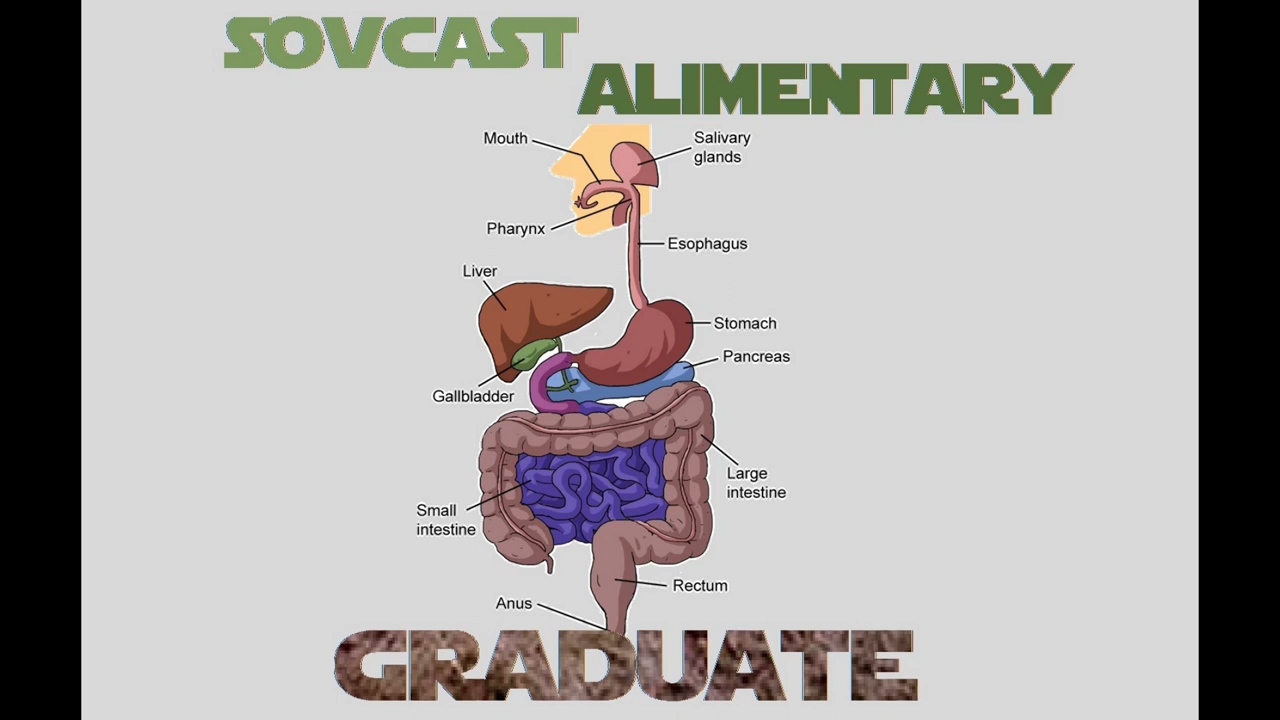 SOVCAST
ALIMENTARY
Mouth
Salivary
glands
Pharynx
Esophagus
Liver
Stomach
Pancreas
Gallbladder
Large
intestine
Small
intestine
Rectum
Anus
GRADUATE